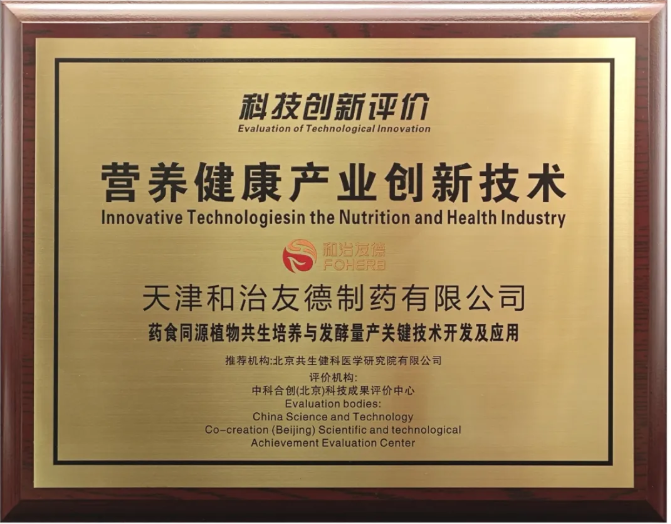 科技创新评价
Evaluation of Technological Innovation
营养健康产业创新技术
Innovative Technologiesin the Nutrition and Health Industry
和治友德
FOHERB
天津和治友德制药有限公司
药食同源植物共生培养与发酵量产关键技术开发及应用
推荐机构:北京共生健科医学研究院有限公司
评价机构:
中科合创(北京)科技成果评价中心
Evaluation bodies:
China Science and Technology
Co-creation (Beijing) Scientific and technological
Achievement Evaluation Center